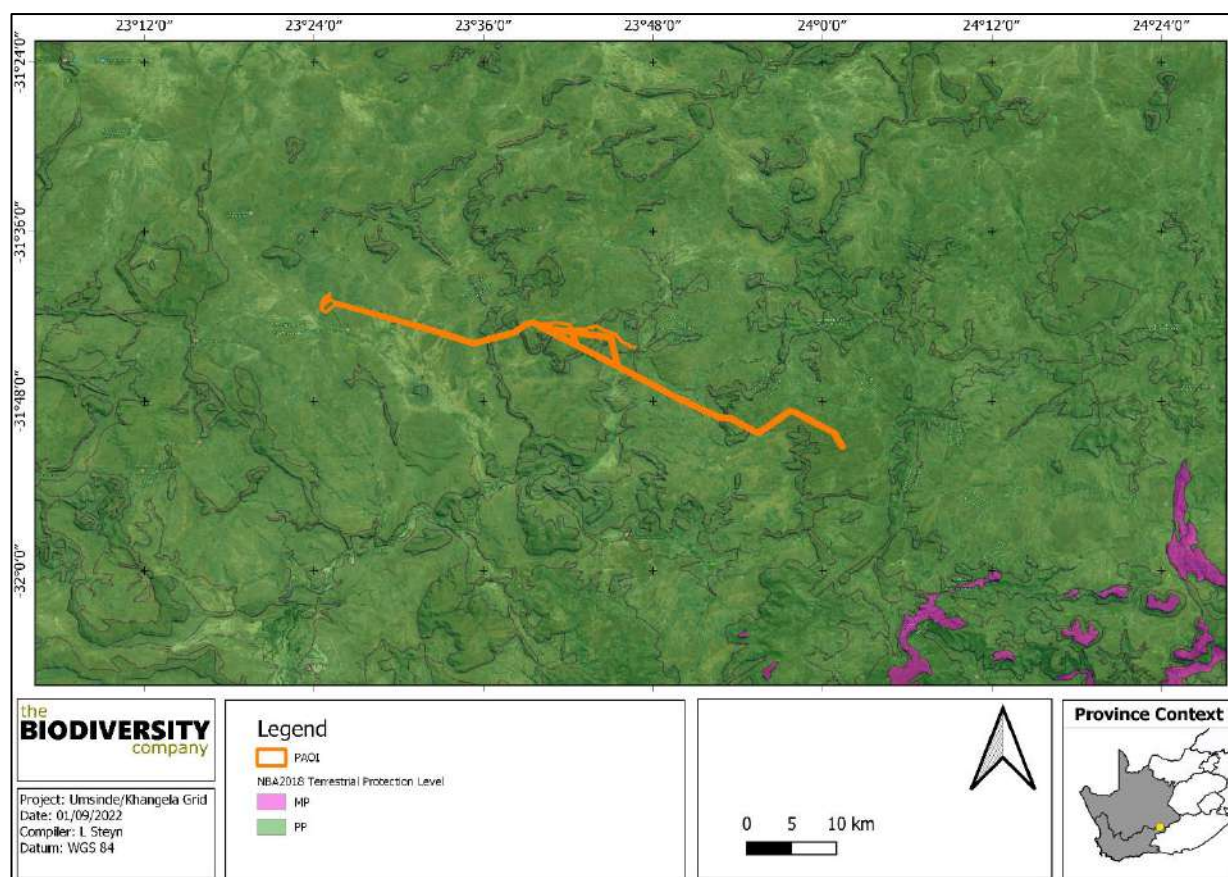 23°12'0″ 23°24'0″ 23°36'0″ 23°48'0″ 24°0'0″ 24°12'0″ 24°24'0″
-31°24'0″
-31°36'0″
-31°48'0″
-32°0'0″
the
BIODIVERSITY
company
Project: Umsinde/Khangela Grid
Date: 01/09/2022
Compiler: L Steyn
Datum: WGS 84
Legend
PAOI
NBA2018 Terrestrial Protection Level
MP
PP
0 5 10 km
Province Context